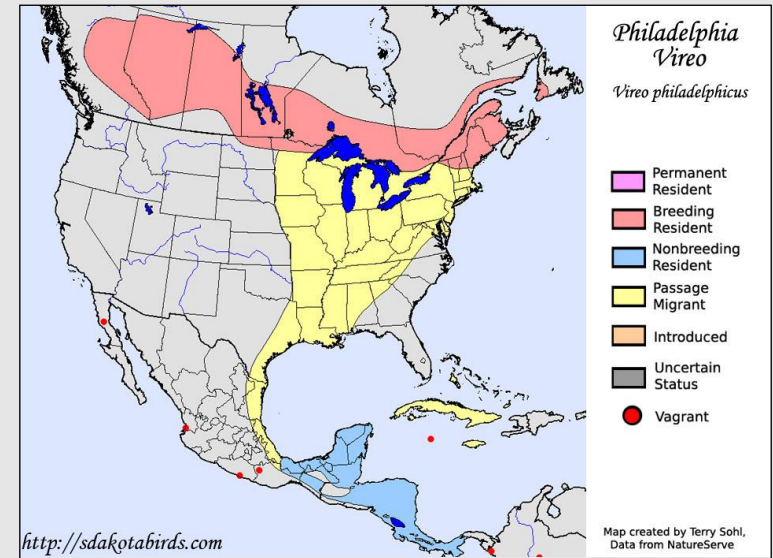 Philadelphia
Vireo
Vireo philadelphicus
Permanent
Resident
Breeding
Resident
Nonbreeding
Resident
Passage
Migrant
Introduced
Uncertain
Status
Vagrant
http://sdakotabirds.com
Map created by Terry Sohl,
Data from NatureServe